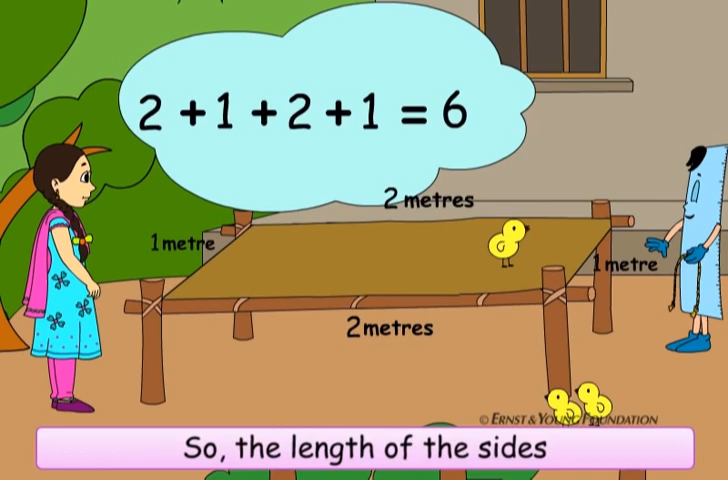 2 + 1 + 2 + 1 = 6
2 metres
1 metre
1 metre
2 metres
© ERNST & YOUNG FOUNDATION
So, the length of the sides